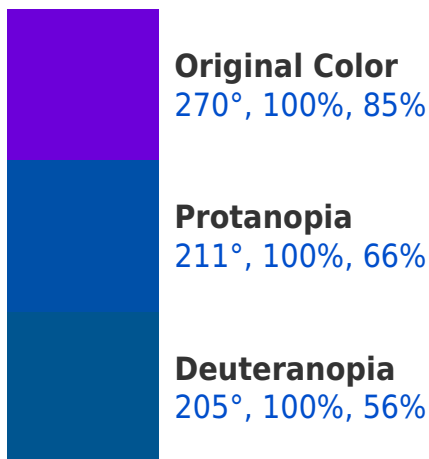 Original Color
270°, 100%, 85%
Protanopia
211°, 100%, 66%
Deuteranopia
205°, 100%, 56%